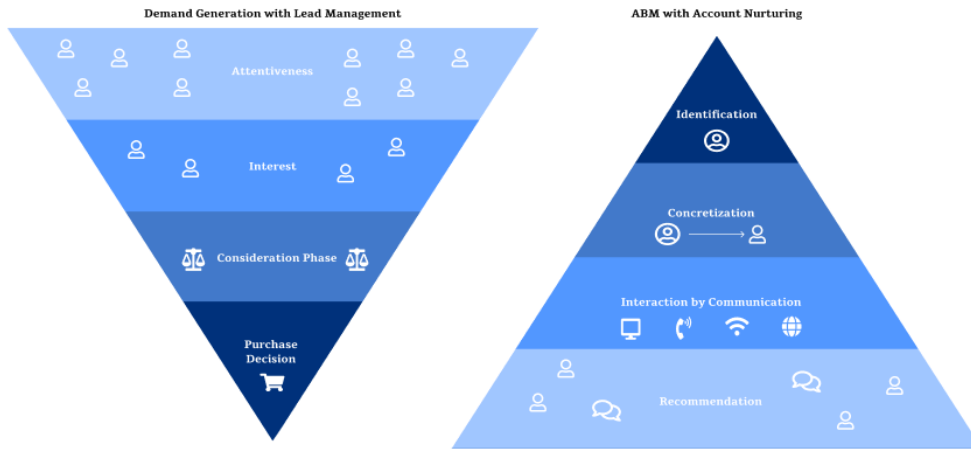 Demand Generation with Lead Management
Attentiveness
Interest
Consideration Phase
Purchase
Decision
ABM with Account Nurturing
Identification
Concretization
Interaction by Communication
Recommendation